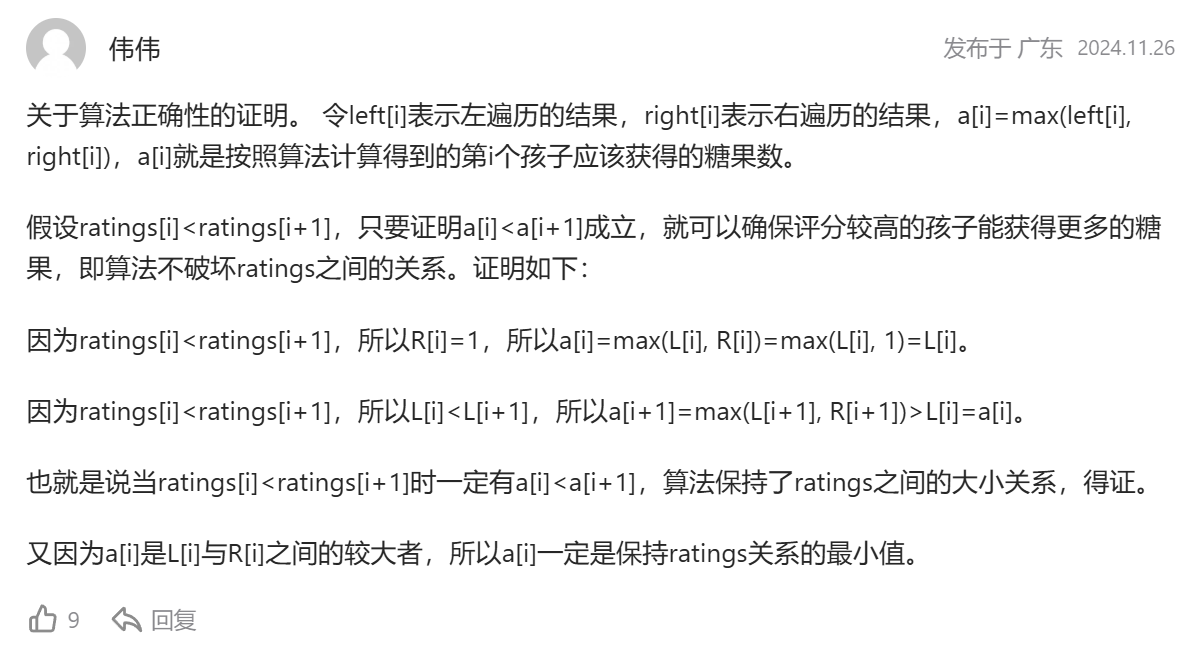 伟伟
发布于 广东 2024.11.26
关于算法正确性的证明。 令left[i]表示左遍历的结果，right[i]表示右遍历的结果，a[i]=max(left[i],
right[i])，a[i]就是按照算法计算得到的第i个孩子应该获得的糖果数。
假设ratings[i]<ratings[i+1]，只要证明a[i]<a[i+1]成立，就可以确保评分较高的孩子能获得更多的糖
果，即算法不破坏ratings之间的关系。证明如下：
因为ratings[i]<ratings[i+1]，所以R[i]=1，所以a[i]=max(L[i], R[i])=max(L[i], 1)=L[i]。
因为ratings[i]<ratings[i+1]，所以L[i]<L[i+1]，所以a[i+1]=max(L[i+1], R[i+1])>L[i]=a[i]。
也就是说当ratings[i]<ratings[i+1]时一定有a[i]<a[i+1]，算法保持了ratings之间的大小关系，得证。
又因为a[i]是L[i]与R[i]之间的较大者，所以a[i]一定是保持ratings关系的最小值。
9 回复